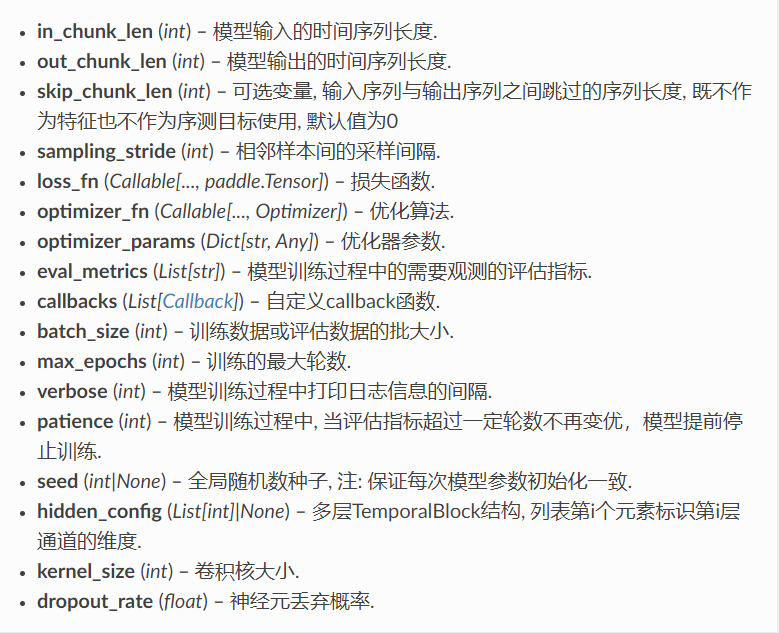 in_chunk_len (int) – 模型输入的时间序列长度.
out_chunk_len (int) – 模型输出的时间序列长度.
skip_chunk_len (int) – 可选变量, 输入序列与输出序列之间跳过的序列长度, 既不作
为特征也不作为序测目标使用, 默认值为0
sampling_stride (int) – 相邻样本间的采样间隔.
loss_fn (Callable[..., paddle.Tensor]) – 损失函数.
optimizer_fn (Callable[..., Optimizer]) – 优化算法.
optimizer_params (Dict[str, Any]) – 优化器参数.
eval_metrics (List[str]) – 模型训练过程中的需要观测的评估指标.
callbacks (List[Callback]) – 自定义callback函数.
batch_size (int) – 训练数据或评估数据的批大小.
max_epochs (int) – 训练的最大轮数.
verbose (int) – 模型训练过程中打印日志信息的间隔.
patience (int) – 模型训练过程中, 当评估指标超过一定轮数不再变优，模型提前停
止训练.
seed (int|None) – 全局随机数种子, 注: 保证每次模型参数初始化一致.
hidden_config (List[int]|None) – 多层TemporalBlock结构, 列表第i个元素标识第i层
通道的维度.
kernel_size (int) – 卷积核大小.
dropout_rate (float) – 神经元丢弃概率.